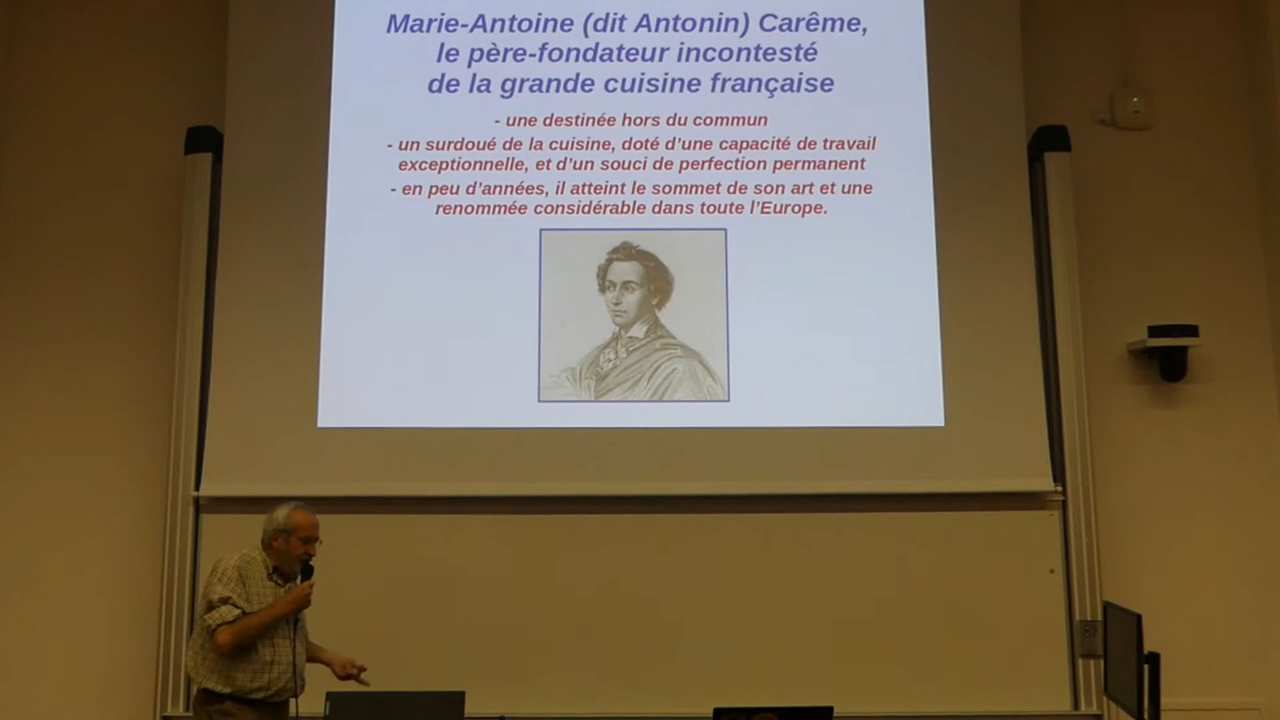 Marie-Antoine (dit Antonin) Carême,
le père-fondateur incontesté
de la grande cuisine française
- une destinée hors du commun
- un surdoué de la cuisine, doté d'une capacité de travail
exceptionnelle, et d'un souci de perfection permanent
- en peu d'années, il atteint le sommet de son art et une
renommée considérable dans toute l'Europe.